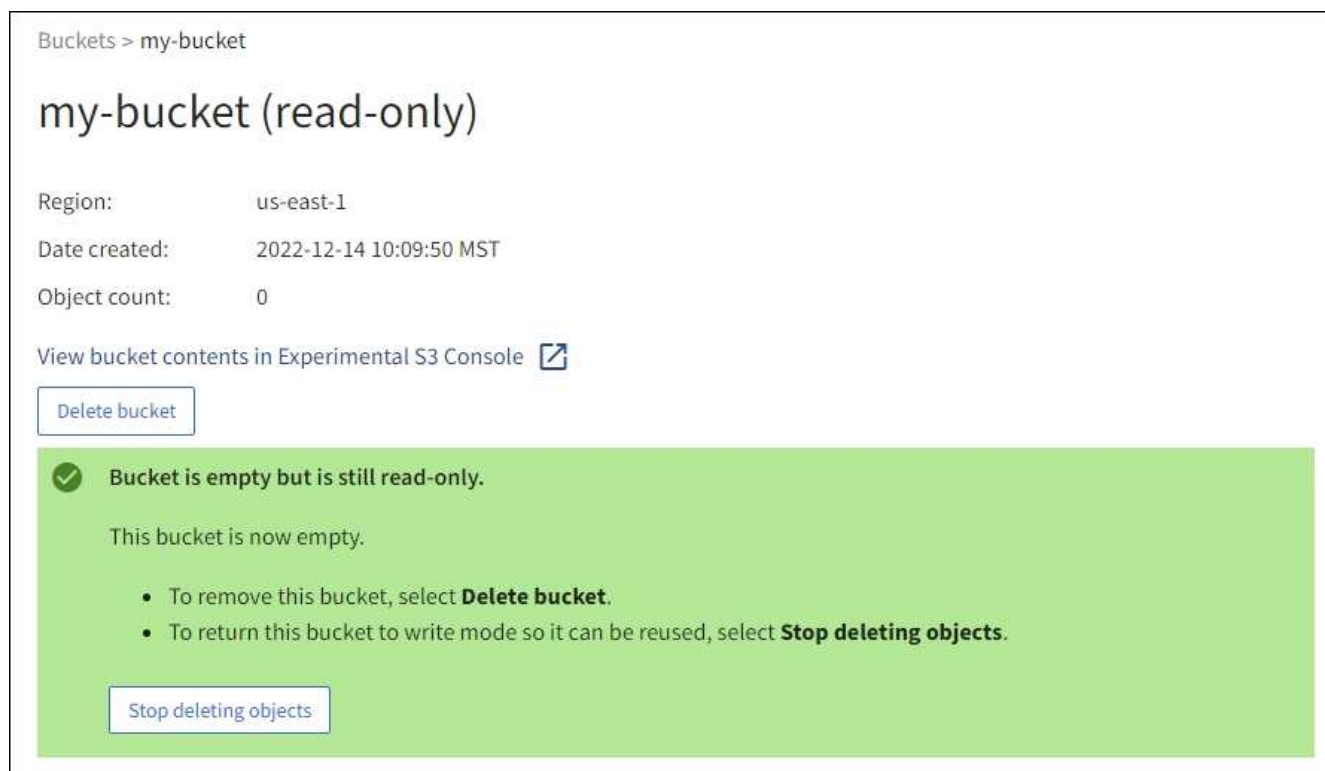 Buckets > my-bucket
my-bucket (read-only)
Region: us-east-1
Date created: 2022-12-14 10:09:50 MST
Object count: 0
View bucket contents in Experimental S3 Console
Delete bucket
Bucket is empty but is still read-only.
This bucket is now empty.
• To remove this bucket, select Delete bucket.
• To return this bucket to write mode so it can be reused, select Stop deleting objects.
Stop deleting objects